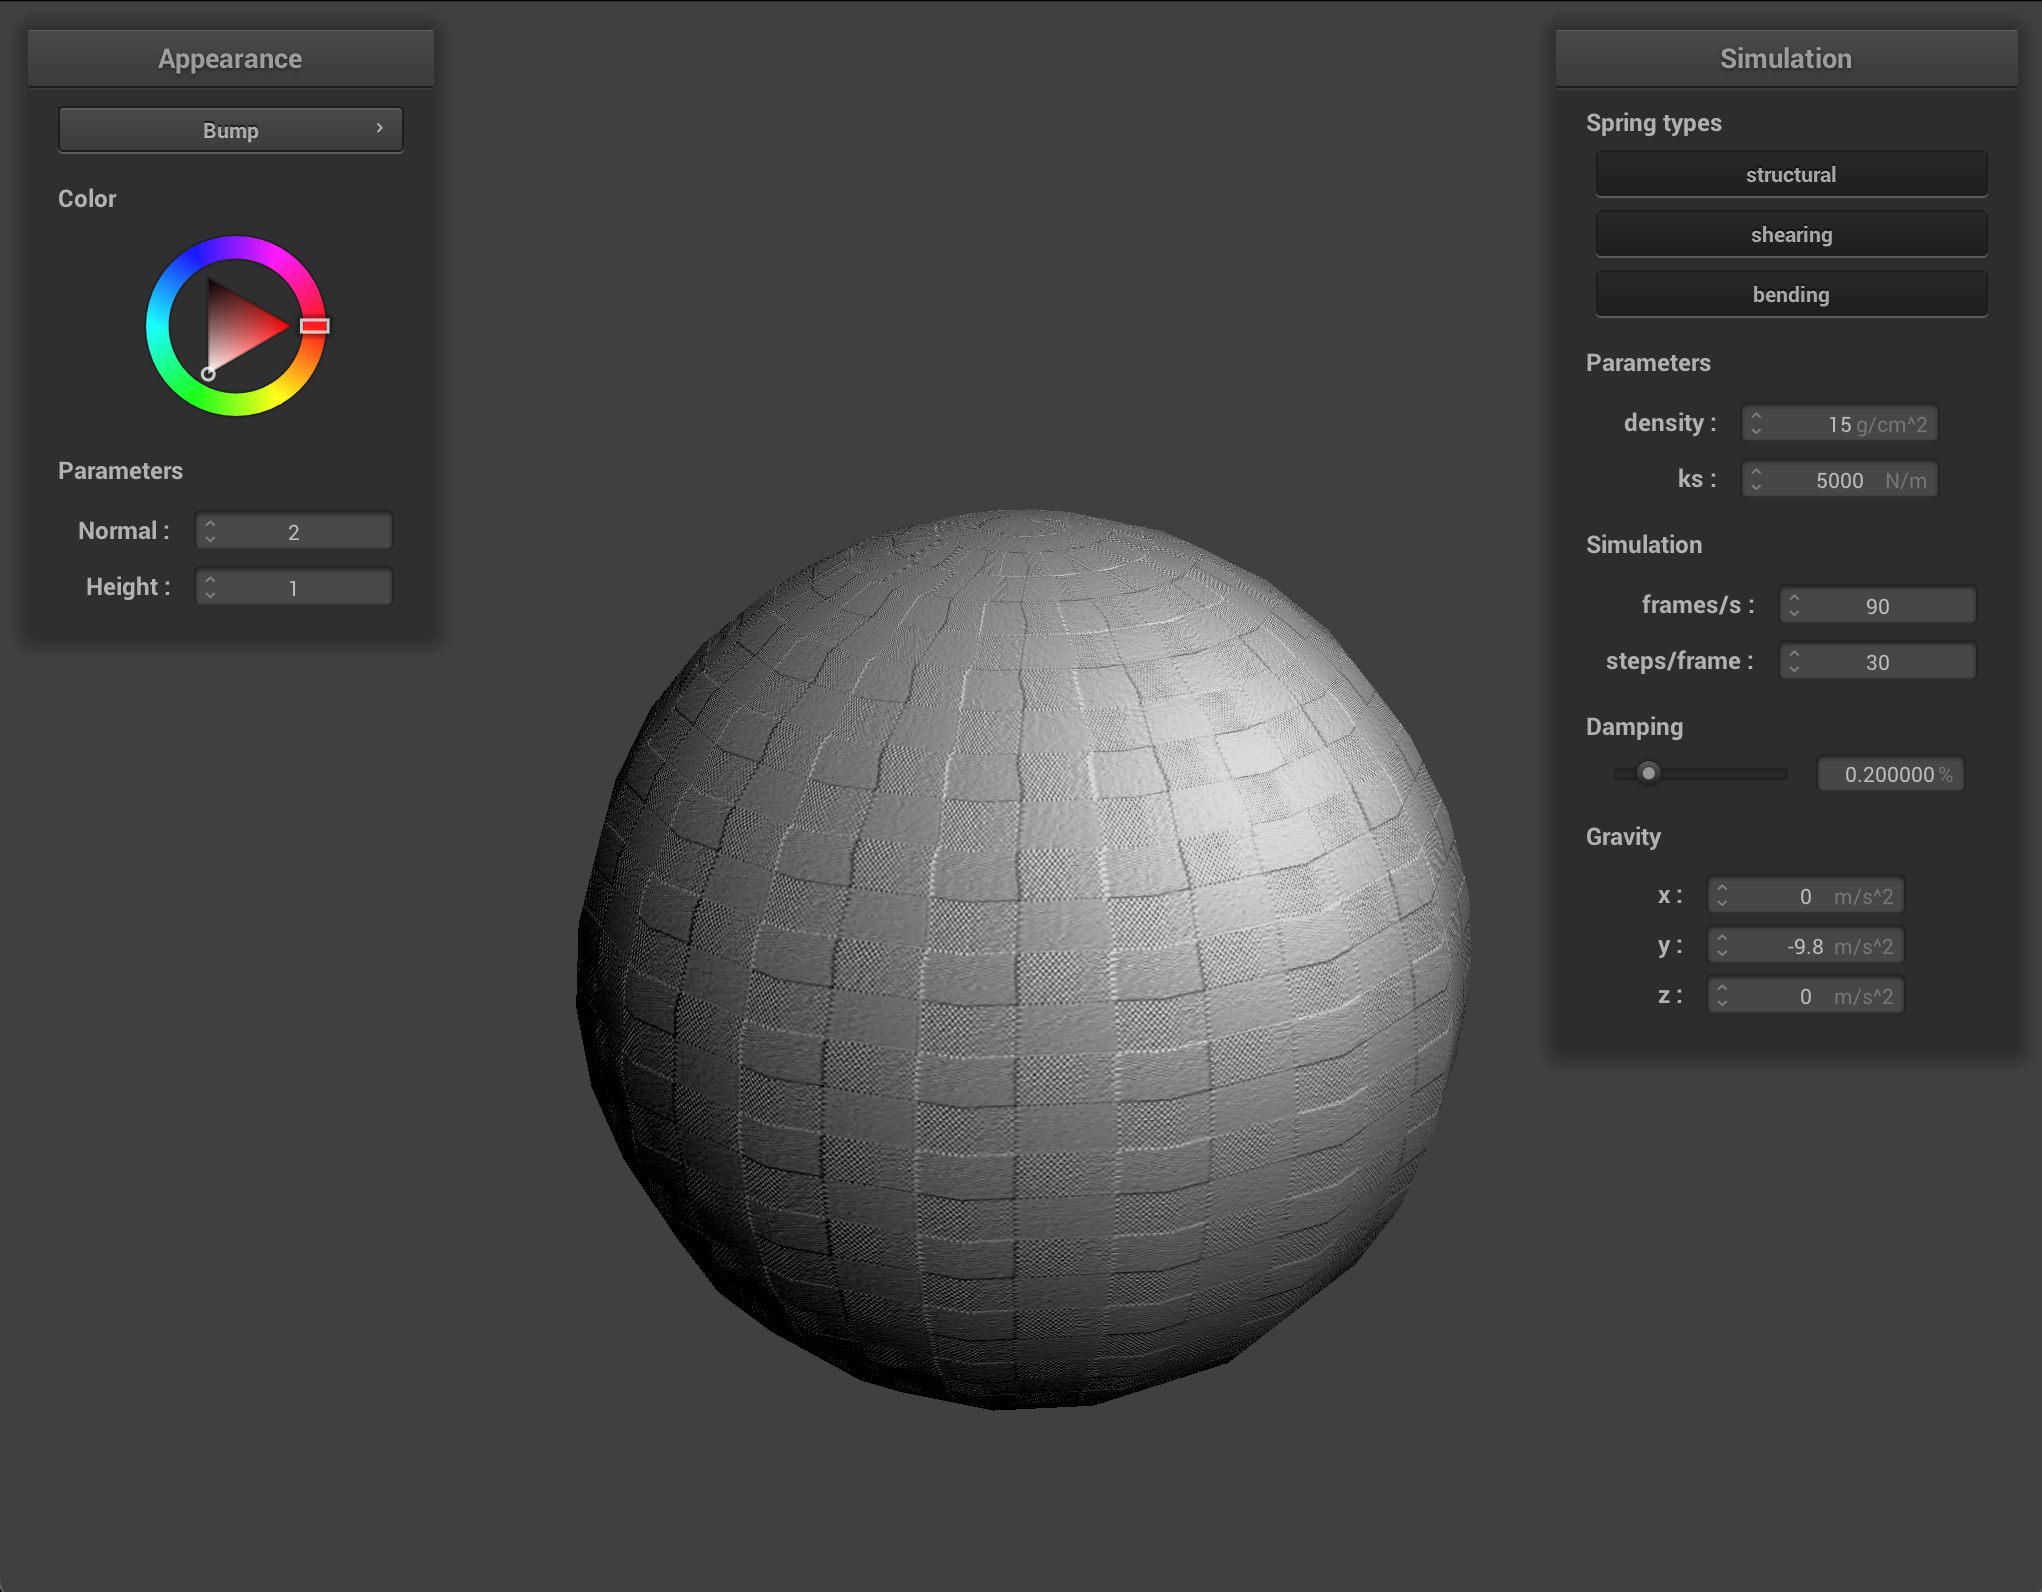 Appearance
Bump
Color
Parameters
Normal : 2
Height : 1
Simulation
Spring types
structural
shearing
bending
Parameters
density : 15 g/cm^2
ks : 5000 N/m
Simulation
frames/s : 90
steps/frame : 30
Damping
0.200000 %
Gravity
x : 0 m/s^2
y : -9.8 m/s^2
z : 0 m/s^2